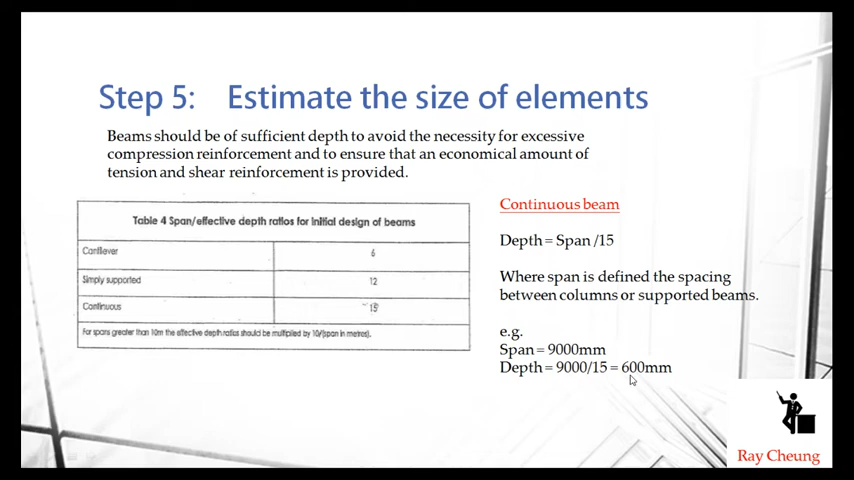 Step 5: Estimate the size of elements
Beams should be of sufficient depth to avoid the necessity for excessive
compression reinforcement and to ensure that an economical amount of
tension and shear reinforcement is provided.
Table 4 Span/effective depth ratios for initial design of beams
Cantilever 6
Simply supported 12
Continuous 15
For spans greater than 10m the effective depth ratios should be multiplied by 10/(span in metres).
Continuous beam
Depth = Span /15
Where span is defined the spacing
between columns or supported beams.
e.g.
Span = 9000mm
Depth = 9000/15 = 600mm
Ray Cheung